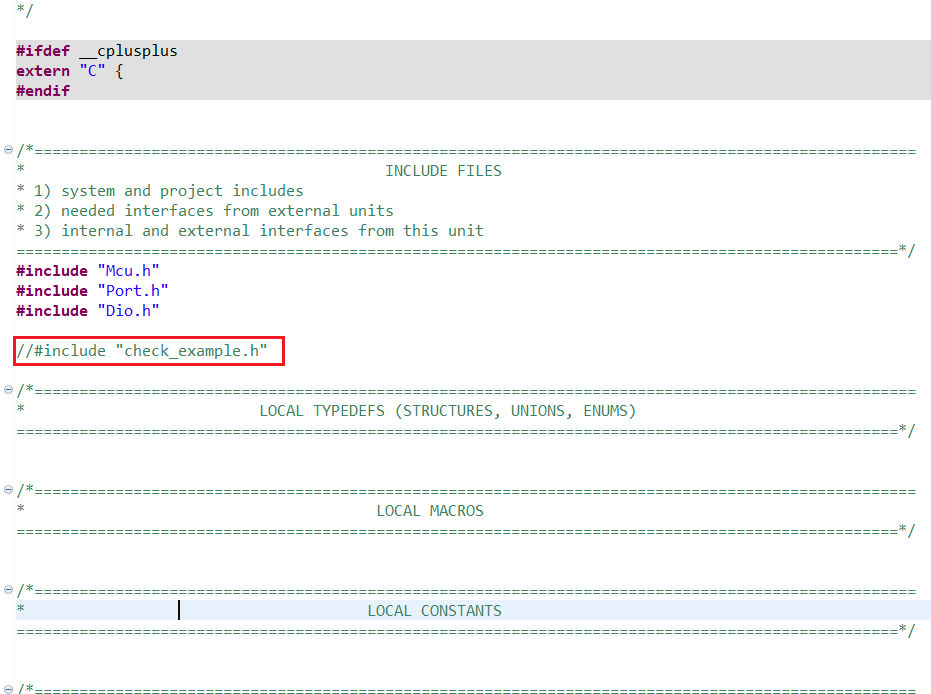 */
#ifdef __cplusplus
extern "C" {
#endif
/*==================================================================================================
* INCLUDE FILES
* 1) system and project includes
* 2) needed interfaces from external units
* 3) internal and external interfaces from this unit
==================================================================================================*/
#include "Mcu.h"
#include "Port.h"
#include "Dio.h"
//#include "check_example.h"
/*==================================================================================================
* LOCAL TYPEDEFS (STRUCTURES, UNIONS, ENUMS)
==================================================================================================*/
/*==================================================================================================
* LOCAL MACROS
==================================================================================================*/
/*==================================================================================================
* LOCAL CONSTANTS
==================================================================================================*/
/*==================================================================================================